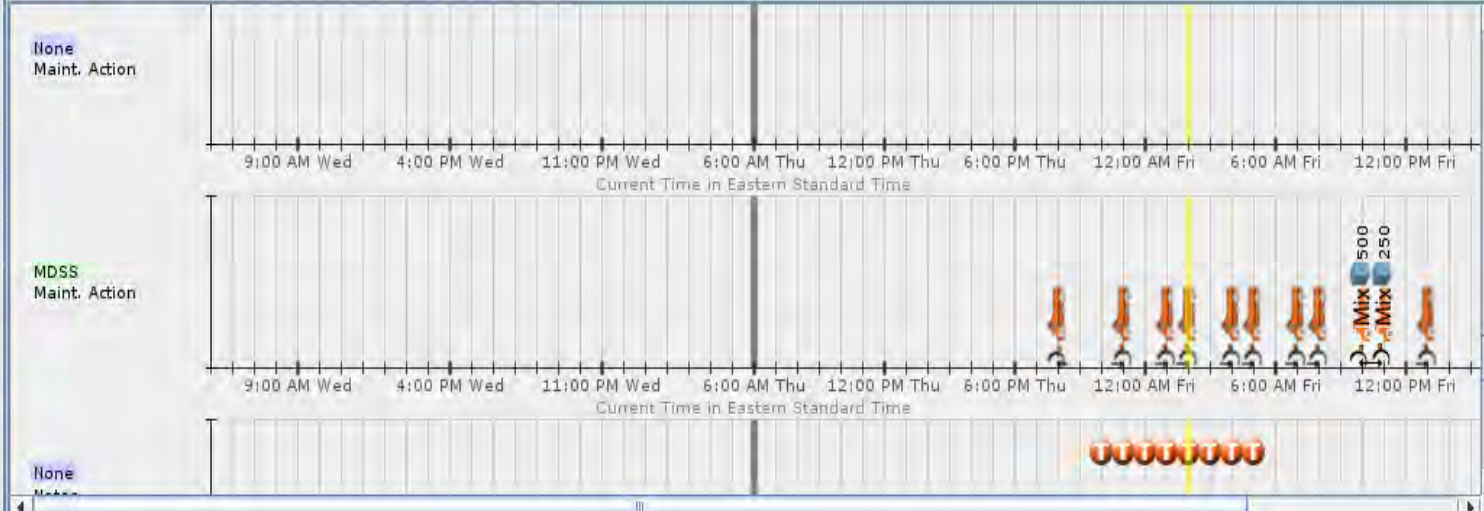 None
Maint. Action
9:00 AM Wed 4:00 PM Wed 11:00 PM Wed 6:00 AM Thu 12:00 PM Thu 6:00 PM Thu 12:00 AM Fri 6:00 AM Fri 12:00 PM Fri
Current Time in Eastern Standard Time
500 250
MDSS
Maint. Action
Mix Mix
9:00 AM Wed 4:00 PM Wed 11:00 PM Wed 6:00 AM Thu 12:00 PM Thu 6:00 PM Thu 12:00 AM Fri 6:00 AM Fri 12:00 PM Fri
Current Time in Eastern Standard Time
T T T T T T T T
None